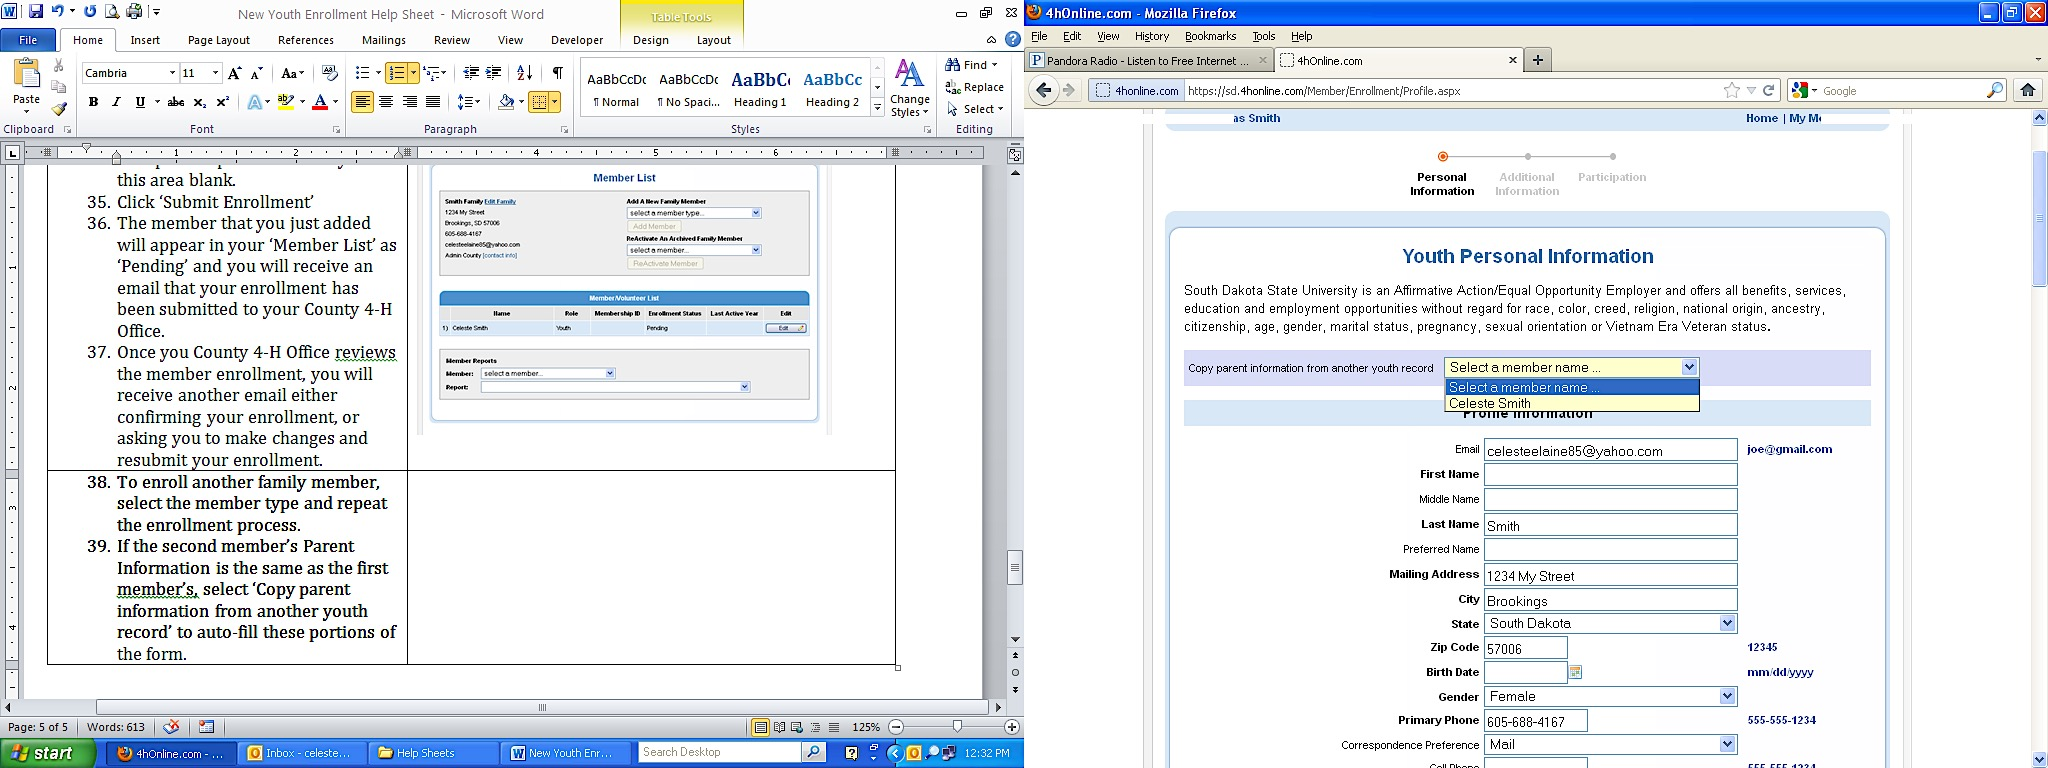 New Youth Enrollment Help Sheet - Microsoft Word
Table Tools
File Home Insert Page Layout References Mailings Review View Developer Design Layout
Cambria 11
Paste
AaBbCcDc AaBbCcDc AaBbC AaBbCc
¶ Normal ¶ No Spaci... Heading 1 Heading 2
Change Styles
Find
Replace
Select
Clipboard Font Paragraph Styles Editing
this area blank.
35. Click ‘Submit Enrollment’
36. The member that you just added
will appear in your ‘Member List’ as
‘Pending’ and you will receive an
email that your enrollment has
been submitted to your County 4-H
Office.
37. Once you County 4-H Office reviews
the member enrollment, you will
receive another email either
confirming your enrollment, or
asking you to make changes and
resubmit your enrollment.
38. To enroll another family member,
select the member type and repeat
the enrollment process.
39. If the second member’s Parent
Information is the same as the first
member’s, select ‘Copy parent
information from another youth
record’ to auto-fill these portions of
the form.
Member List
Smith Family Edit Family
1234 My Street
Brookings, SD 57006
605-688-4167
celesteelaine85@yahoo.com
Admin County [contact info]
Add A New Family Member
select a member type...
Add Member
ReActivate An Archived Family Member
select a member...
ReActivate Member
Member/Volunteer List
Name Role Membership ID Enrollment Status Last Active Year Edit
1) Celeste Smith Youth Pending Edit
Member Reports
Member: select a member...
Report:
Page: 5 of 5 Words: 613 125%
start 4hOnline.com - ... Inbox - celeste... Help Sheets New Youth Enr... Search Desktop 12:32 PM
4hOnline.com - Mozilla Firefox
File Edit View History Bookmarks Tools Help
Pandora Radio - Listen to Free Internet ... 4hOnline.com
4honline.com https://sd.4honline.com/Member/Enrollment/Profile.aspx Google
as Smith Home | My M
Personal Information
Additional Information
Participation
Youth Personal Information
South Dakota State University is an Affirmative Action/Equal Opportunity Employer and offers all benefits, services,
education and employment opportunities without regard for race, color, creed, religion, national origin, ancestry,
citizenship, age, gender, marital status, pregnancy, sexual orientation or Vietnam Era Veteran status.
Copy parent information from another youth record Select a member name ...
Select a member name ...
Celeste Smith
Profile Information
Email celesteelaine85@yahoo.com joe@gmail.com
First Name
Middle Name
Last Name Smith
Preferred Name
Mailing Address 1234 My Street
City Brookings
State South Dakota
Zip Code 57006 12345
Birth Date mm/dd/yyyy
Gender Female
Primary Phone 605-688-4167 555-555-1234
Correspondence Preference Mail
Cell Phone 555-555-1234